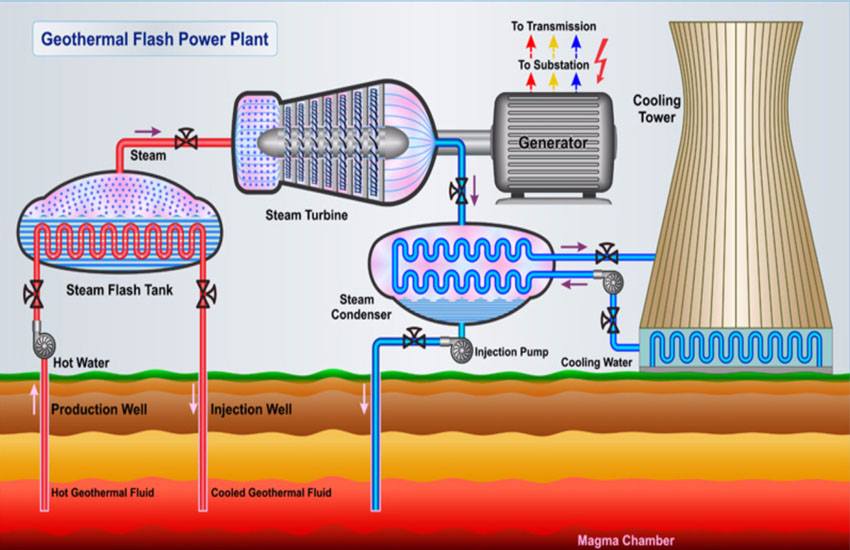 Geothermal Flash Power Plant
To Transmission
To Substation
Cooling
Tower
Generator
Steam
Steam Turbine
Steam Flash Tank
Steam
Condenser
Injection Pump
Cooling Water
Hot Water
Production Well
Injection Well
Hot Geothermal Fluid
Cooled Geothermal Fluid
Magma Chamber